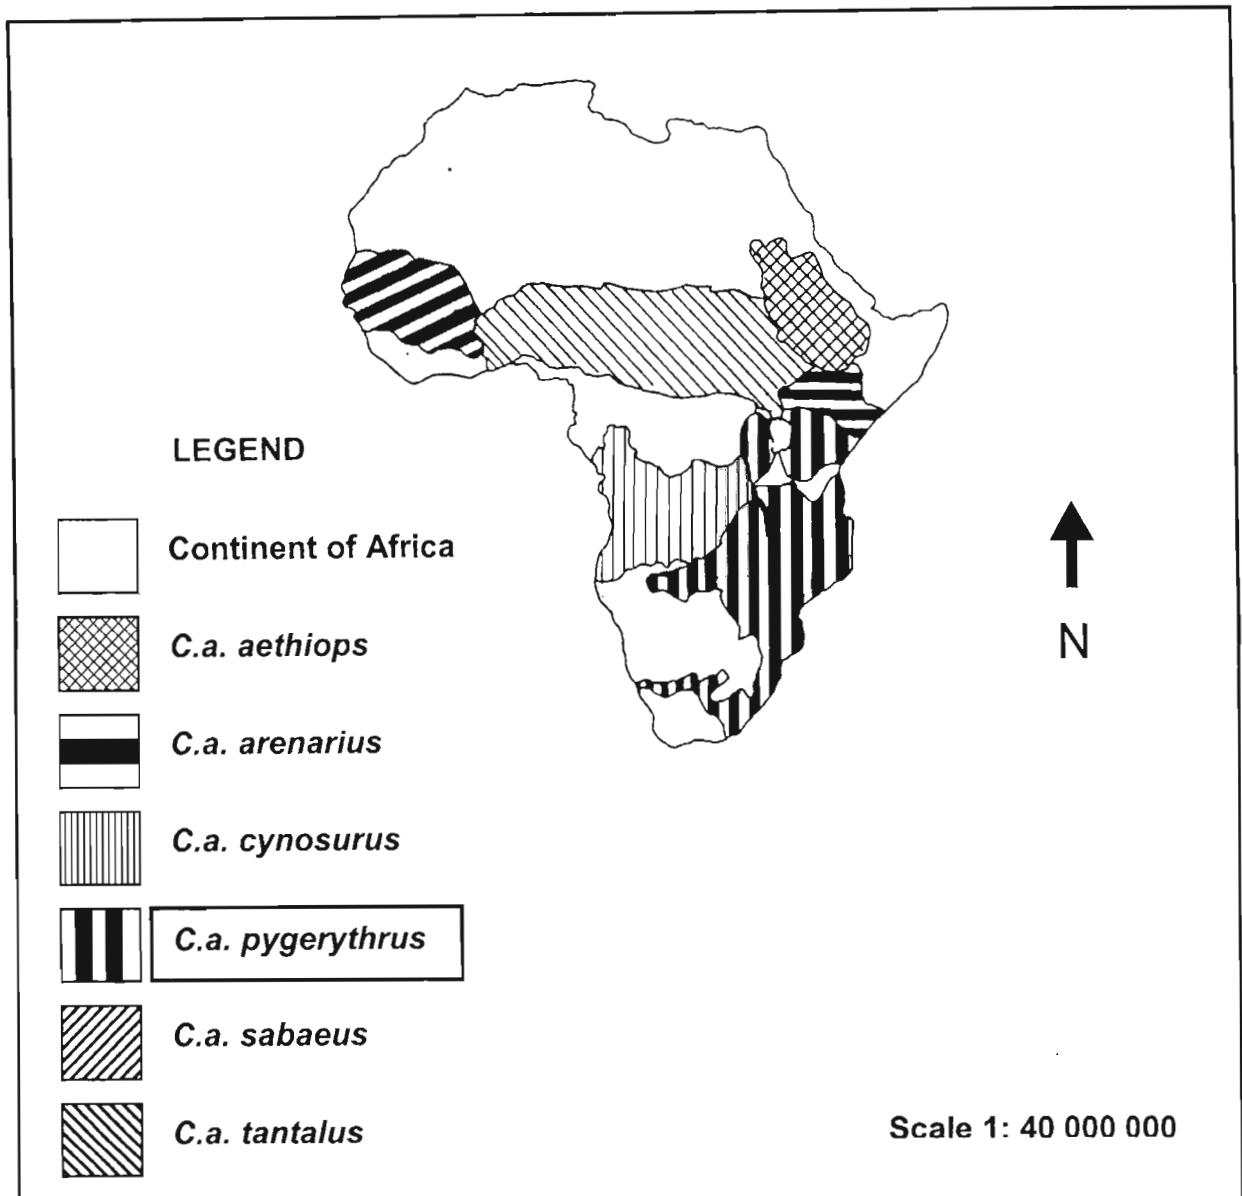 LEGEND
Continent of Africa
C.a. aethiops
C.a. arenarius
C.a. cynosurus
C.a. pygerythrus
C.a. sabaeus
C.a. tantalus
N
Scale 1: 40 000 000